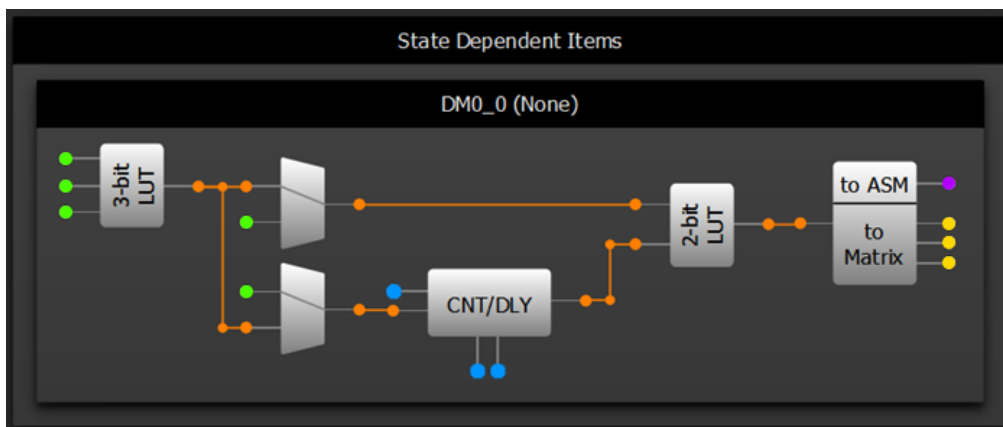 State Dependent Items
DM0_0 (None)
3-bit
LUT
CNT/DLY
2-bit
LUT
to ASM
to
Matrix